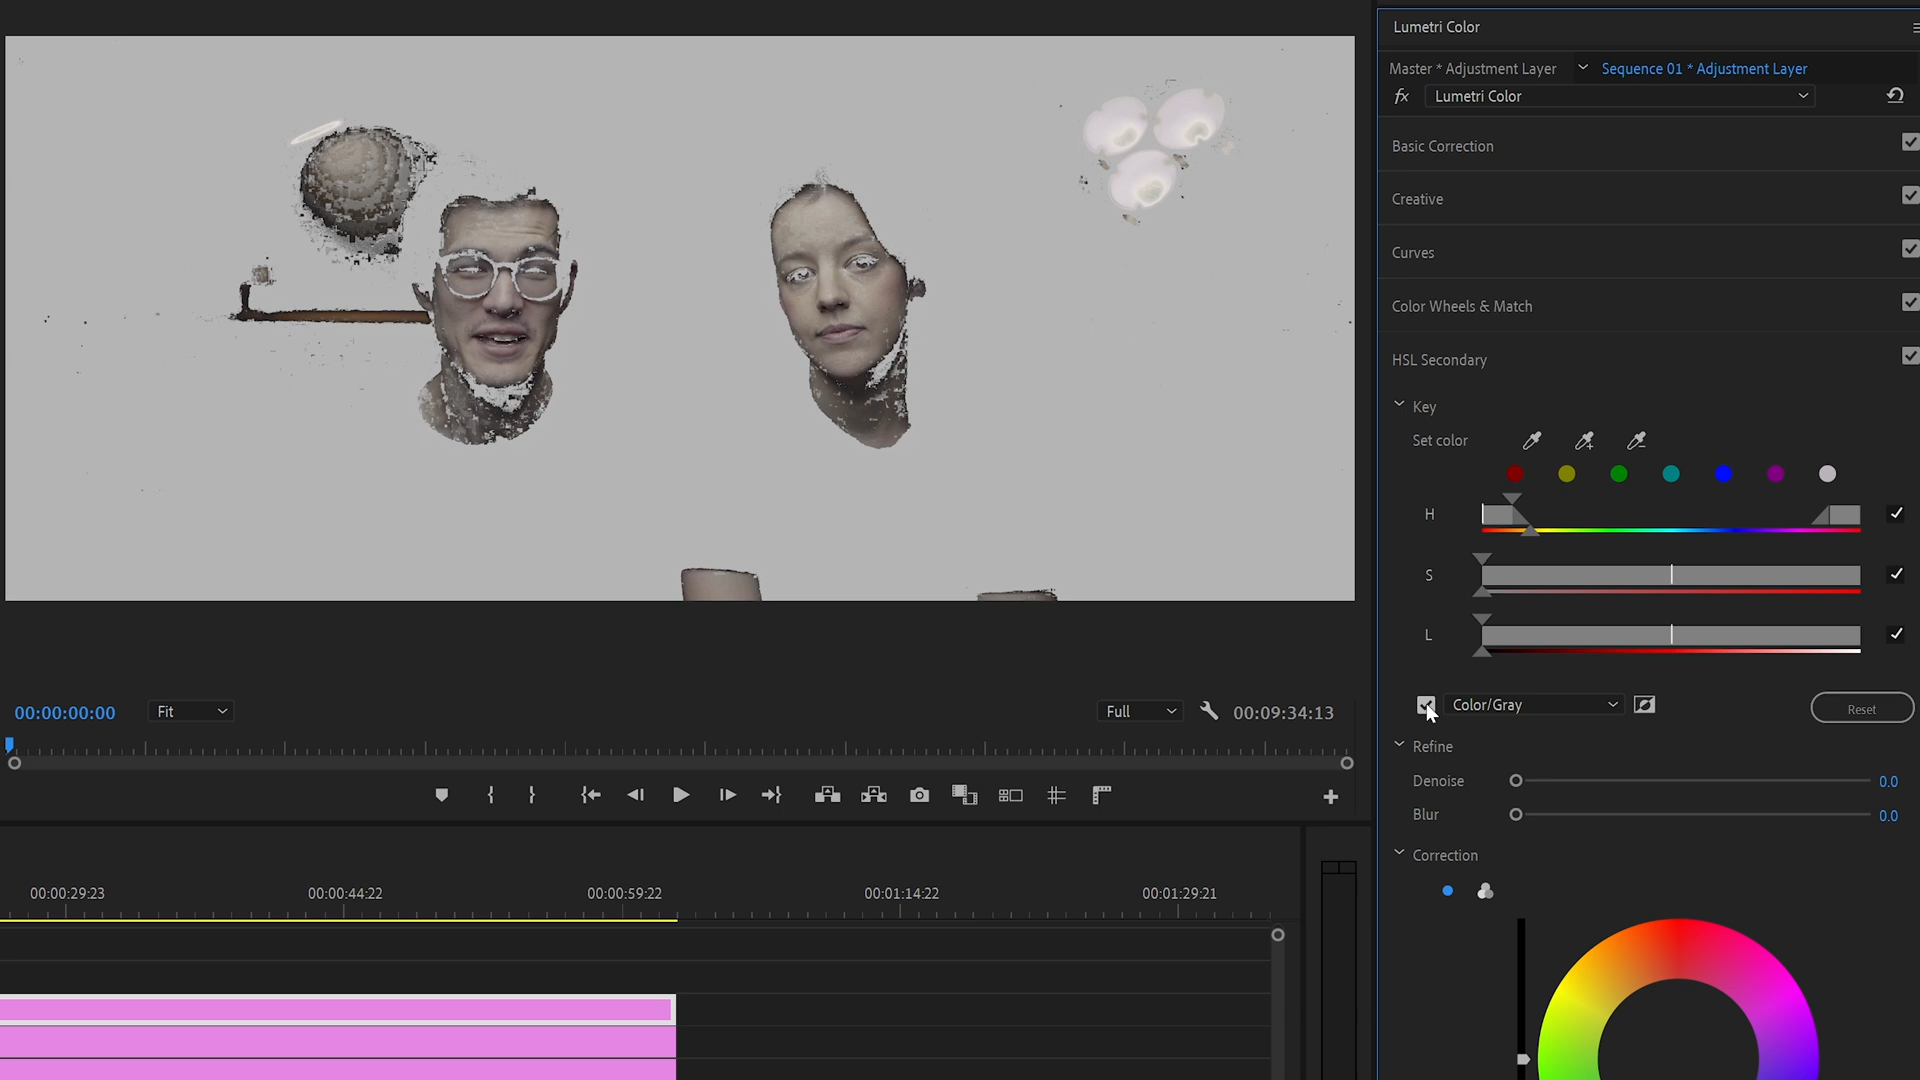 Lumetri Color
Master * Adjustment Layer
Sequence 01 * Adjustment Layer
fx
Lumetri Color
Basic Correction
Creative
Curves
Color Wheels & Match
HSL Secondary
Key
Set color
H
S
L
Color/Gray
Reset
Refine
Denoise
0.0
Blur
0.0
Correction
00:00:00:00
Fit
Full
00:09:34:13
00:00:29:23
00:00:44:22
00:00:59:22
00:01:14:22
00:01:29:21